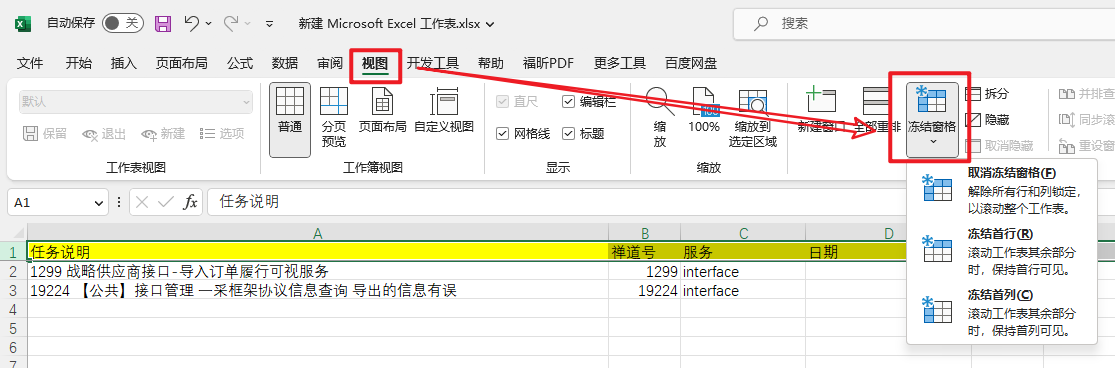 自动保存 关 新建 Microsoft Excel 工作表.xlsx 搜索
文件 开始 插入 页面布局 公式 数据 审阅 视图 开发工具 帮助 福昕PDF 更多工具 百度网盘
默认
保留 退出 新建 选项
工作表视图
普通
分页
预览
页面布局
自定义视图
工作簿视图
直尺 编辑栏
网格线 标题
显示
缩
放
100%
缩放到
选定区域
缩放
新建窗口
全部重排
冻结窗格
拆分
隐藏
取消隐藏
并排查
同步滚
重设窗
A1 fx 任务说明
取消冻结窗格(F)
解除所有行和列锁定，
以滚动整个工作表。
冻结首行(R)
滚动工作表其余部分
时，保持首行可见。
冻结首列(C)
滚动工作表其余部分
时，保持首列可见。
A B C D
1 任务说明 禅道号 服务 日期
2 1299 战略供应商接口-导入订单履行可视服务 1299 interface
3 19224 【公共】接口管理 一采框架协议信息查询 导出的信息有误 19224 interface
4
5
6
7